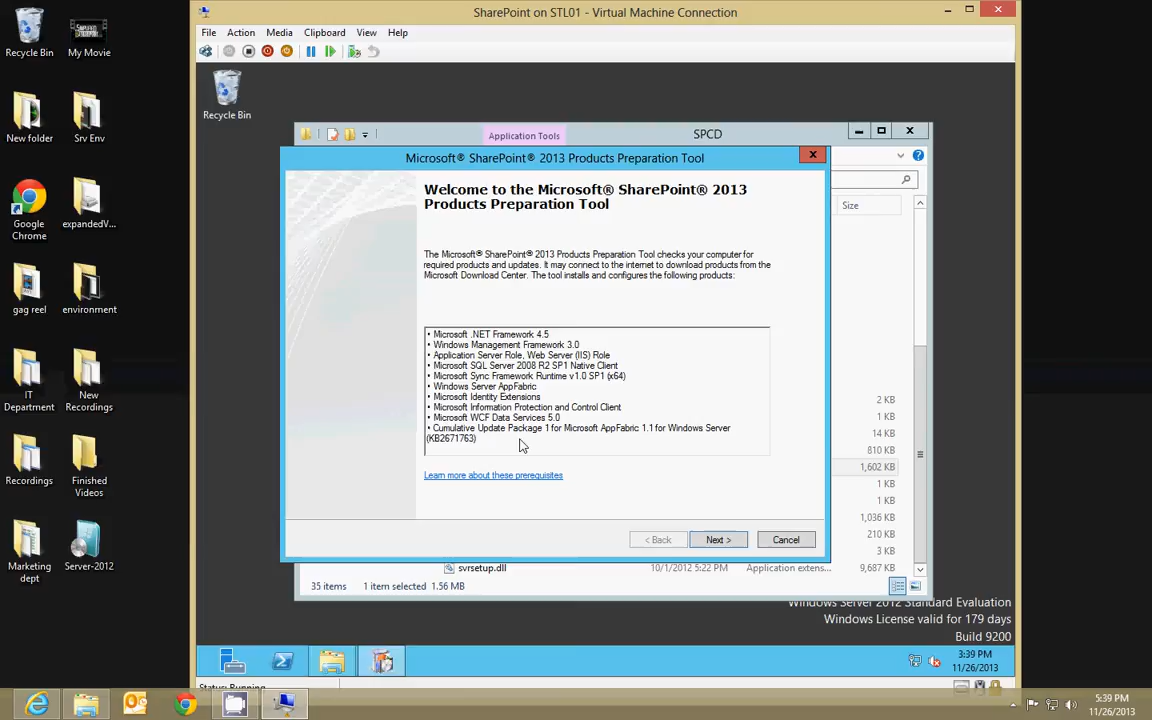 SharePoint on STL01 - Virtual Machine Connection
File Action Media Clipboard View Help
Recycle Bin
My Movie
New folder
Srv Env
Google
Chrome
expandedV...
gag reel
environment
IT
Department
New
Recordings
Recordings
Finished
Videos
Marketing
dept
Server-2012
Recycle Bin
Application Tools
SPCD
Microsoft® SharePoint® 2013 Products Preparation Tool
Welcome to the Microsoft® SharePoint® 2013
Products Preparation Tool
The Microsoft® SharePoint® 2013 Products Preparation Tool checks your computer for
required products and updates. It may connect to the internet to download products from the
Microsoft Download Center. The tool installs and configures the following products:
• Microsoft .NET Framework 4.5
• Windows Management Framework 3.0
• Application Server Role, Web Server (IIS) Role
• Microsoft SQL Server 2008 R2 SP1 Native Client
• Microsoft Sync Framework Runtime v1.0 SP1 (x64)
• Windows Server AppFabric
• Microsoft Identity Extensions
• Microsoft Information Protection and Control Client
• Microsoft WCF Data Services 5.0
• Cumulative Update Package 1 for Microsoft AppFabric 1.1 for Windows Server
(KB2671763)
Learn more about these prerequisites
< Back Next > Cancel
Size
2 KB
1 KB
14 KB
810 KB
1,602 KB
1 KB
1 KB
1,036 KB
210 KB
3 KB
svrsetup.dll 10/1/2012 5:22 PM Application extens... 9,687 KB
35 items 1 item selected 1.56 MB
Windows Server 2012 Standard Evaluation
Windows License valid for 179 days
Build 9200
3:39 PM
11/26/2013
Status: Running
5:39 PM
11/26/2013